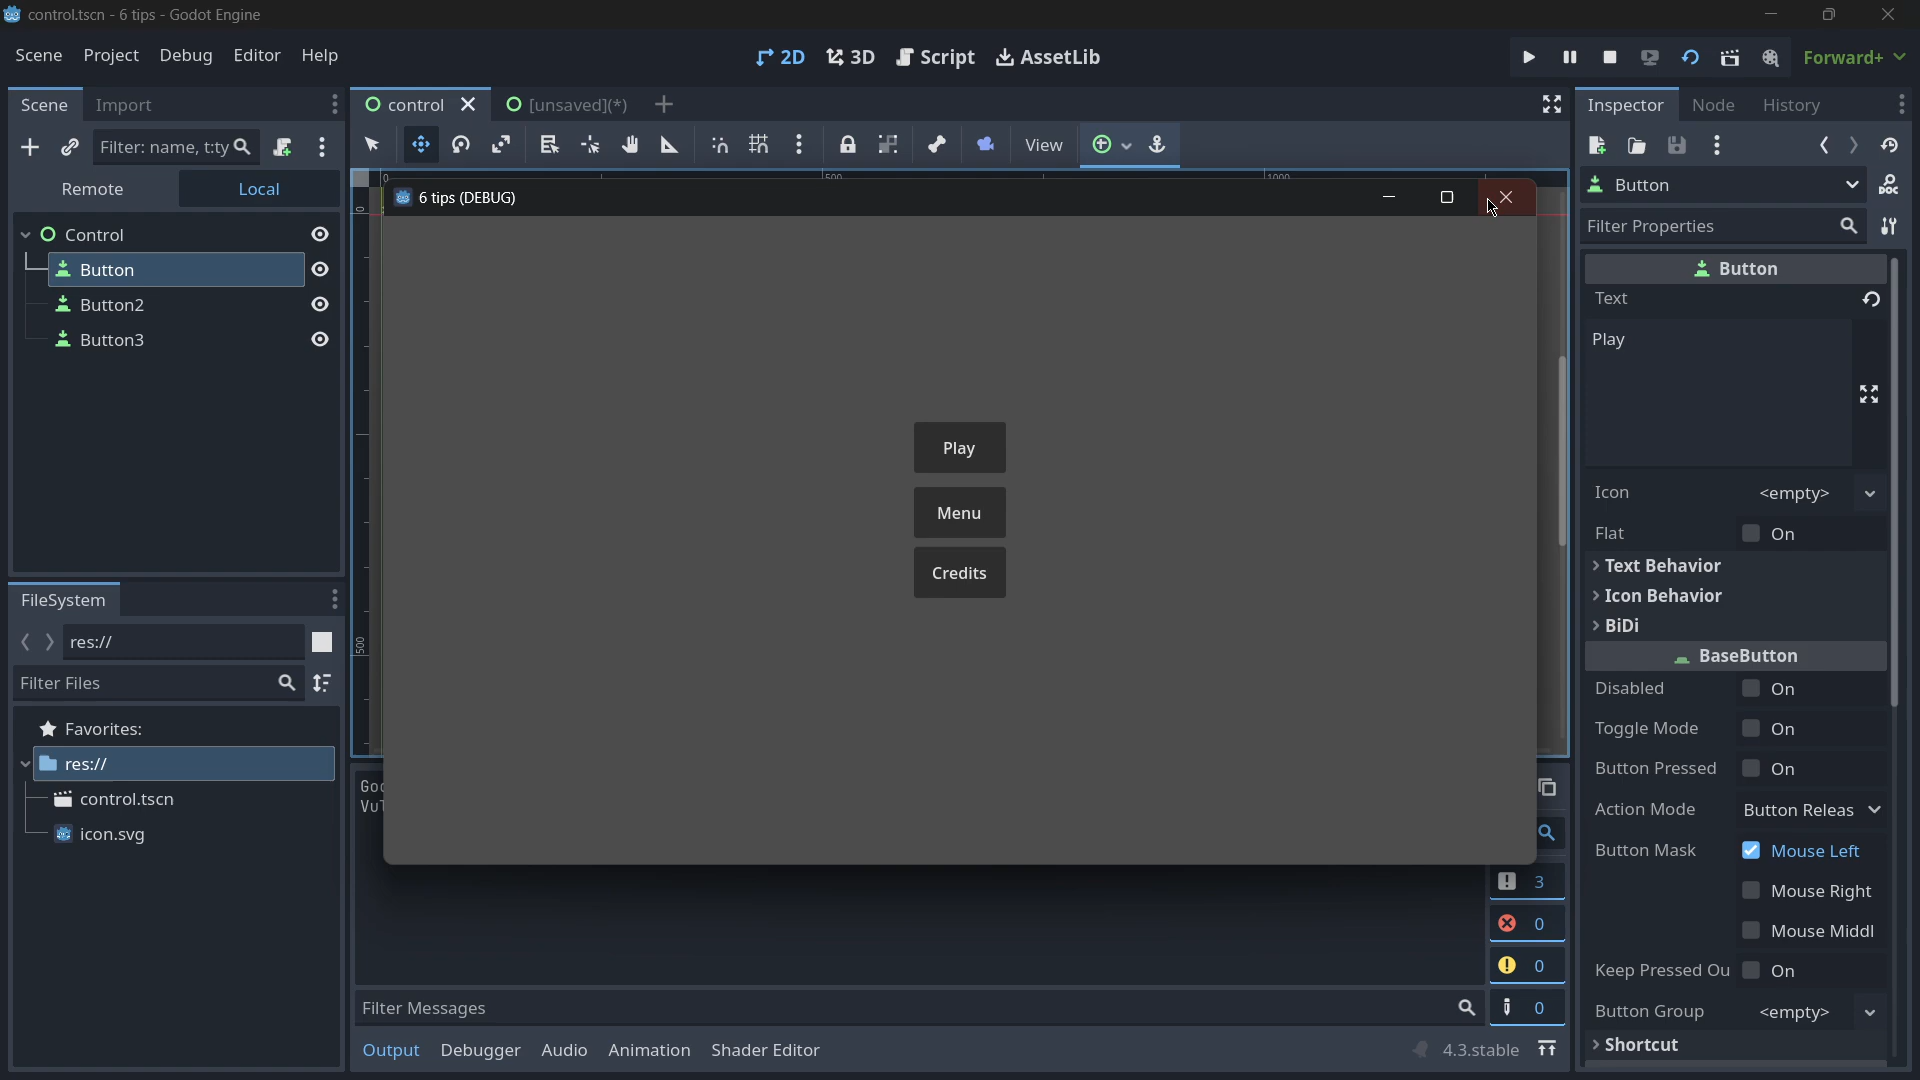 control.tscn - 6 tips - Godot Engine
Scene Project Debug Editor Help
2D 3D Script AssetLib
Forward+
Scene Import
Filter: name, t:ty
Remote Local
Control
Button
Button2
Button3
FileSystem
res://
Filter Files
Favorites:
res://
control.tscn
icon.svg
control [unsaved](*)
View
0 500 1000
0
500
6 tips (DEBUG)
Play
Menu
Credits
3
0
0
0
Filter Messages
Output Debugger Audio Animation Shader Editor
4.3.stable
Inspector Node History
Button
Filter Properties
Button
Text
Play
Icon <empty>
Flat On
Text Behavior
Icon Behavior
BiDi
BaseButton
Disabled On
Toggle Mode On
Button Pressed On
Action Mode Button Releas
Button Mask Mouse Left
Mouse Right
Mouse Middl
Keep Pressed Ou On
Button Group <empty>
Shortcut